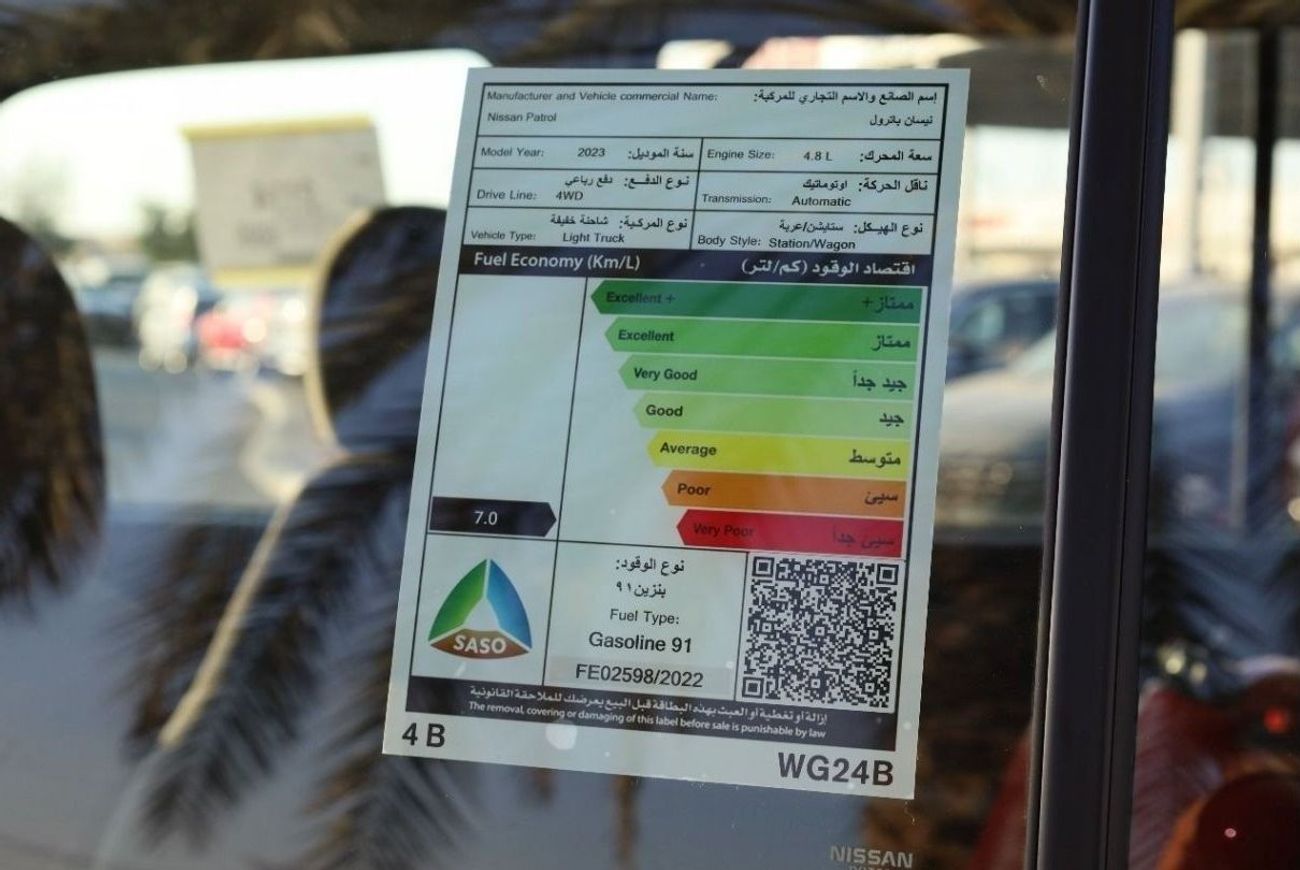 Manufacturer and Vehicle commercial Name: إسم الصانع والاسم التجاري للمركبة:
Nissan Patrol نيسان باترول
Model Year: 2023 سنة الموديل: Engine Size: 4.8 L سعة المحرك:
نوع الدفع: دفع رباعي ناقل الحركة: اوتوماتيك
Drive Line: 4WD Transmission: Automatic
نوع المركبة: شاحنة خفيفة نوع الهيكل: ستايشن/عربة
Vehicle Type: Light Truck Body Style: Station/Wagon
Fuel Economy (Km/L) اقتصاد الوقود (كم/لتر)
Excellent + ممتاز+
Excellent ممتاز
Very Good جيد جداً
Good جيد
Average متوسط
Poor سيئ
7.0
Very Poor سيئ جداً
SASO
نوع الوقود:
بنزين٩١
Fuel Type:
Gasoline 91
FE02598/2022
إزالة أو تغطية أو العبث بهذه البطاقة قبل البيع يعرضك للملاحقة القانونية
The removal, covering or damaging of this label before sale is punishable by law
4 B WG24B
NISSAN